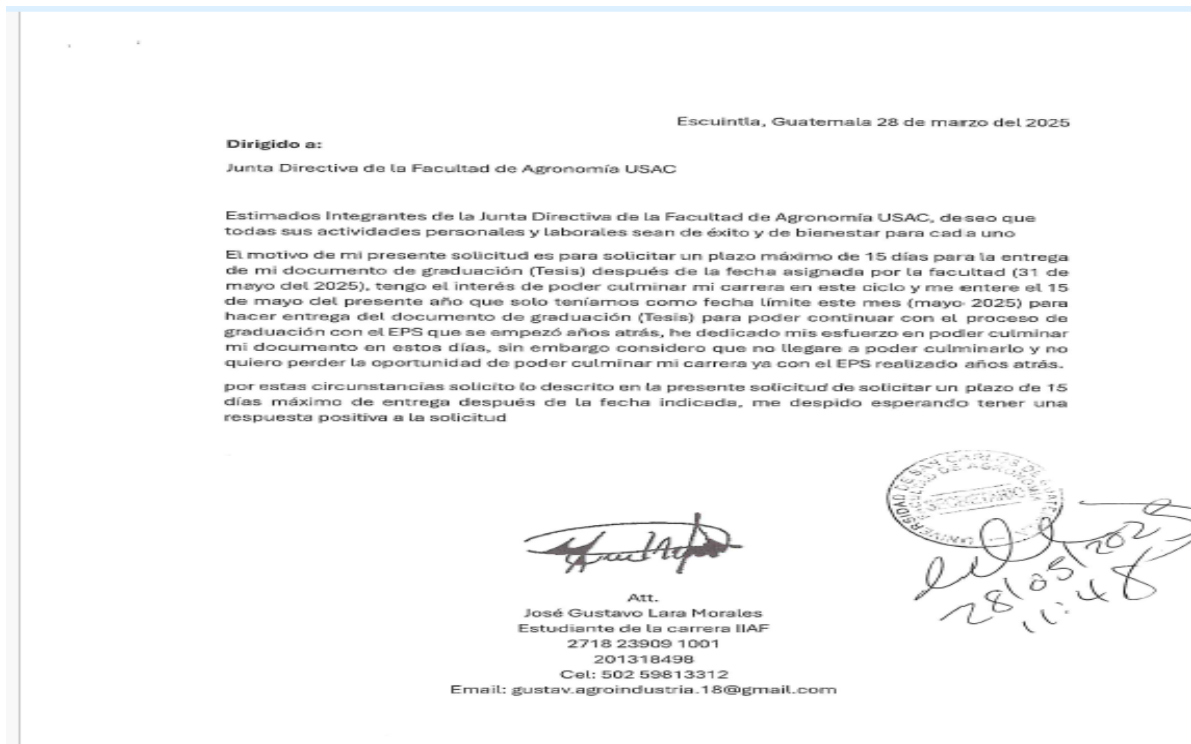 Escuintla, Guatemala 28 de marzo del 2025
Dirigido a:
Junta Directiva de la Facultad de Agronomía USAC
Estimados Integrantes de la Junta Directiva de la Facultad de Agronomía USAC, deseo que
todas sus actividades personales y laborales sean de éxito y de bienestar para cada uno
El motivo de mi presente solicitud es para solicitar un plazo máximo de 15 días para la entrega
de mi documento de graduación (Tesis) después de la fecha asignada por la facultad (31 de
mayo del 2025), tengo el interés de poder culminar mi carrera en este ciclo y me entere el 15
de mayo del presente año que solo teníamos como fecha límite este mes (mayo 2025) para
hacer entrega del documento de graduación (Tesis) para poder continuar con el proceso de
graduación con el EPS que se empezó años atrás, he dedicado mis esfuerzo en poder culminar
mi documento en estos días, sin embargo considero que no llegare a poder culminarlo y no
quiero perder la oportunidad de poder culminar mi carrera ya con el EPS realizado años atrás.
por estas circunstancias solicito lo descrito en la presente solicitud de solicitar un plazo de 15
días máximo de entrega después de la fecha indicada, me despido esperando tener una
respuesta positiva a la solicitud
UNIVERSIDAD DE SAN CARLOS DE GUATEMALA
FACULTAD DE AGRONOMIA
28/05/2025
11:48
Att.
José Gustavo Lara Morales
Estudiante de la carrera IIAF
2718 23909 1001
201318498
Cel: 502 59813312
Email: gustav.agroindustria.18@gmail.com